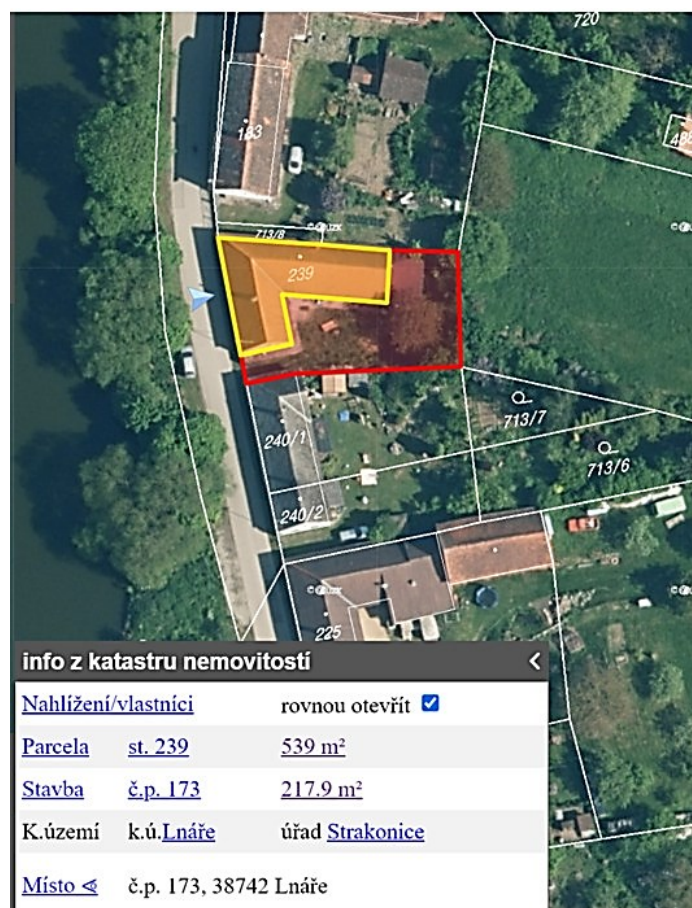 720
183
488
713/8
©ČÚZK
239
713/7
240/1
713/6
240/2
225
info z katastru nemovitostí <
Nahlížení/vlastníci rovnou otevřít
Parcela st. 239 539 m²
Stavba č.p. 173 217.9 m²
K.území k.ú.Lnáře úřad Strakonice
Místo č.p. 173, 38742 Lnáře